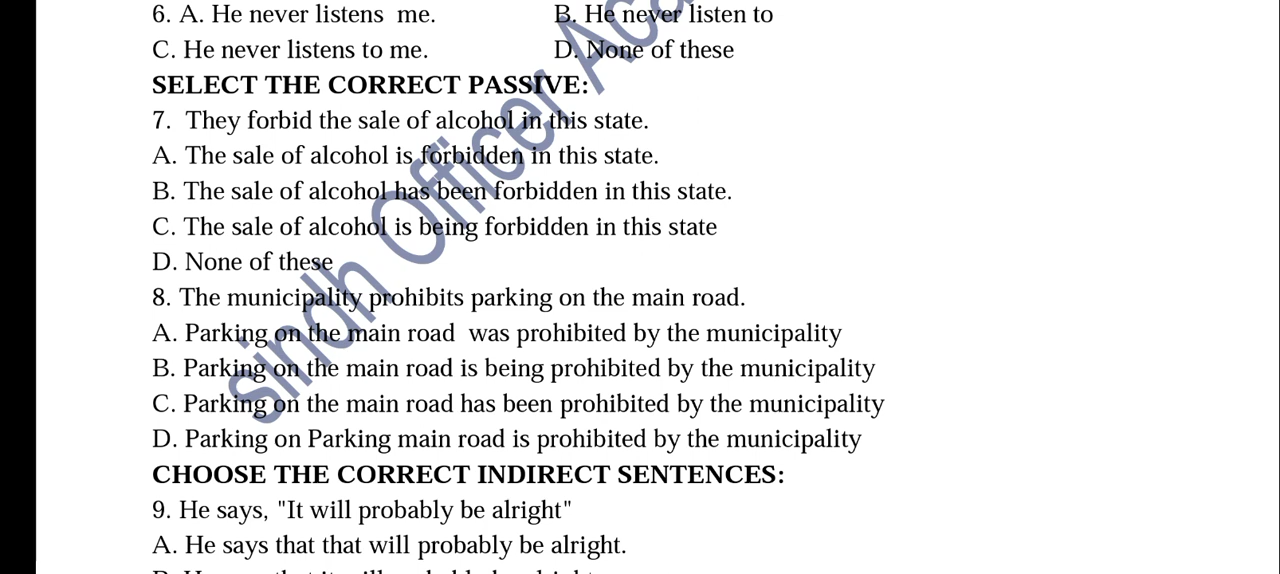 6. A. He never listens  me. B. He never listen to
C. He never listens to me. D. None of these
SELECT THE CORRECT PASSIVE:
7.  They forbid the sale of alcohol in this state.
A. The sale of alcohol is forbidden in this state.
B. The sale of alcohol has been forbidden in this state.
C. The sale of alcohol is being forbidden in this state
D. None of these
8. The municipality prohibits parking on the main road.
A. Parking on the main road  was prohibited by the municipality
B. Parking on the main road is being prohibited by the municipality
C. Parking on the main road has been prohibited by the municipality
D. Parking on Parking main road is prohibited by the municipality
CHOOSE THE CORRECT INDIRECT SENTENCES:
9. He says, "It will probably be alright"
A. He says that that will probably be alright.
sindh Officer